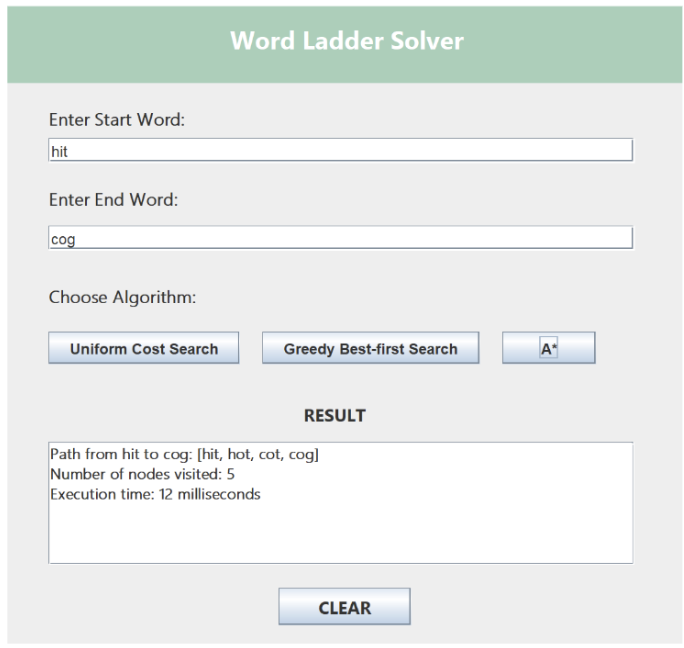 Word Ladder Solver
Enter Start Word:
hit
Enter End Word:
cog
Choose Algorithm:
Uniform Cost Search Greedy Best-first Search A*
RESULT
Path from hit to cog: [hit, hot, cot, cog]
Number of nodes visited: 5
Execution time: 12 milliseconds
CLEAR